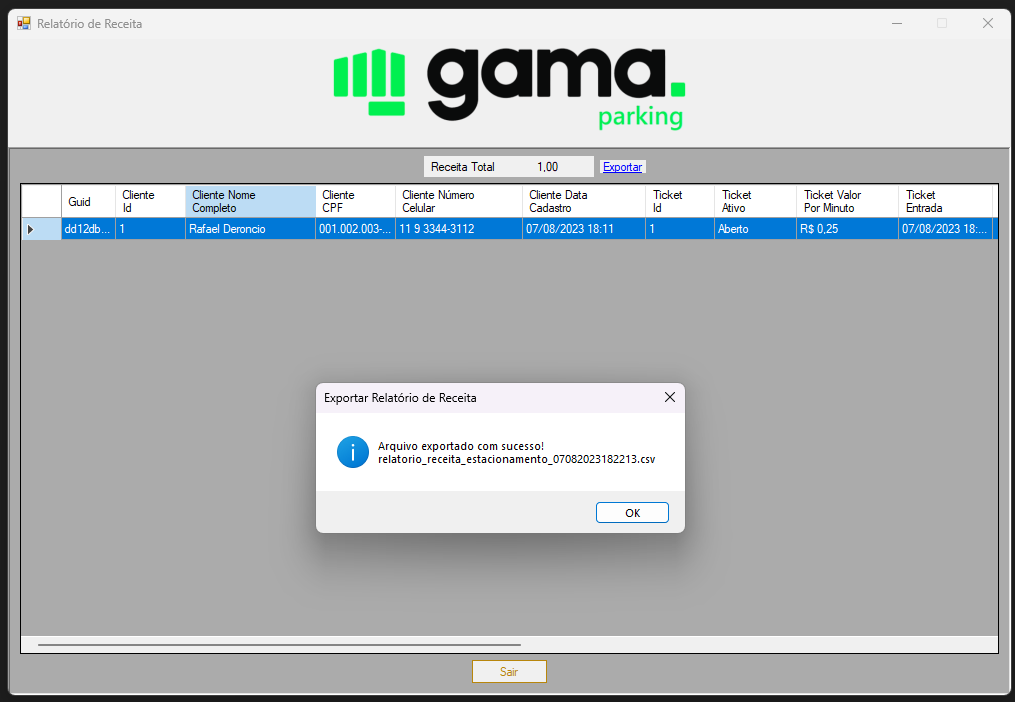 Relatório de Receita
gama.
parking
Receita Total 1,00 Exportar
Guid
Cliente Id
Cliente Nome Completo
Cliente CPF
Cliente Número Celular
Cliente Data Cadastro
Ticket Id
Ticket Ativo
Ticket Valor Por Minuto
Ticket Entrada
dd12db... 1 Rafael Deroncio 001.002.003-... 11 9 3344-3112 07/08/2023 18:11 1 Aberto R$ 0,25 07/08/2023 18:...
Exportar Relatório de Receita
Arquivo exportado com sucesso!
relatorio_receita_estacionamento_07082023182213.csv
OK
Sair